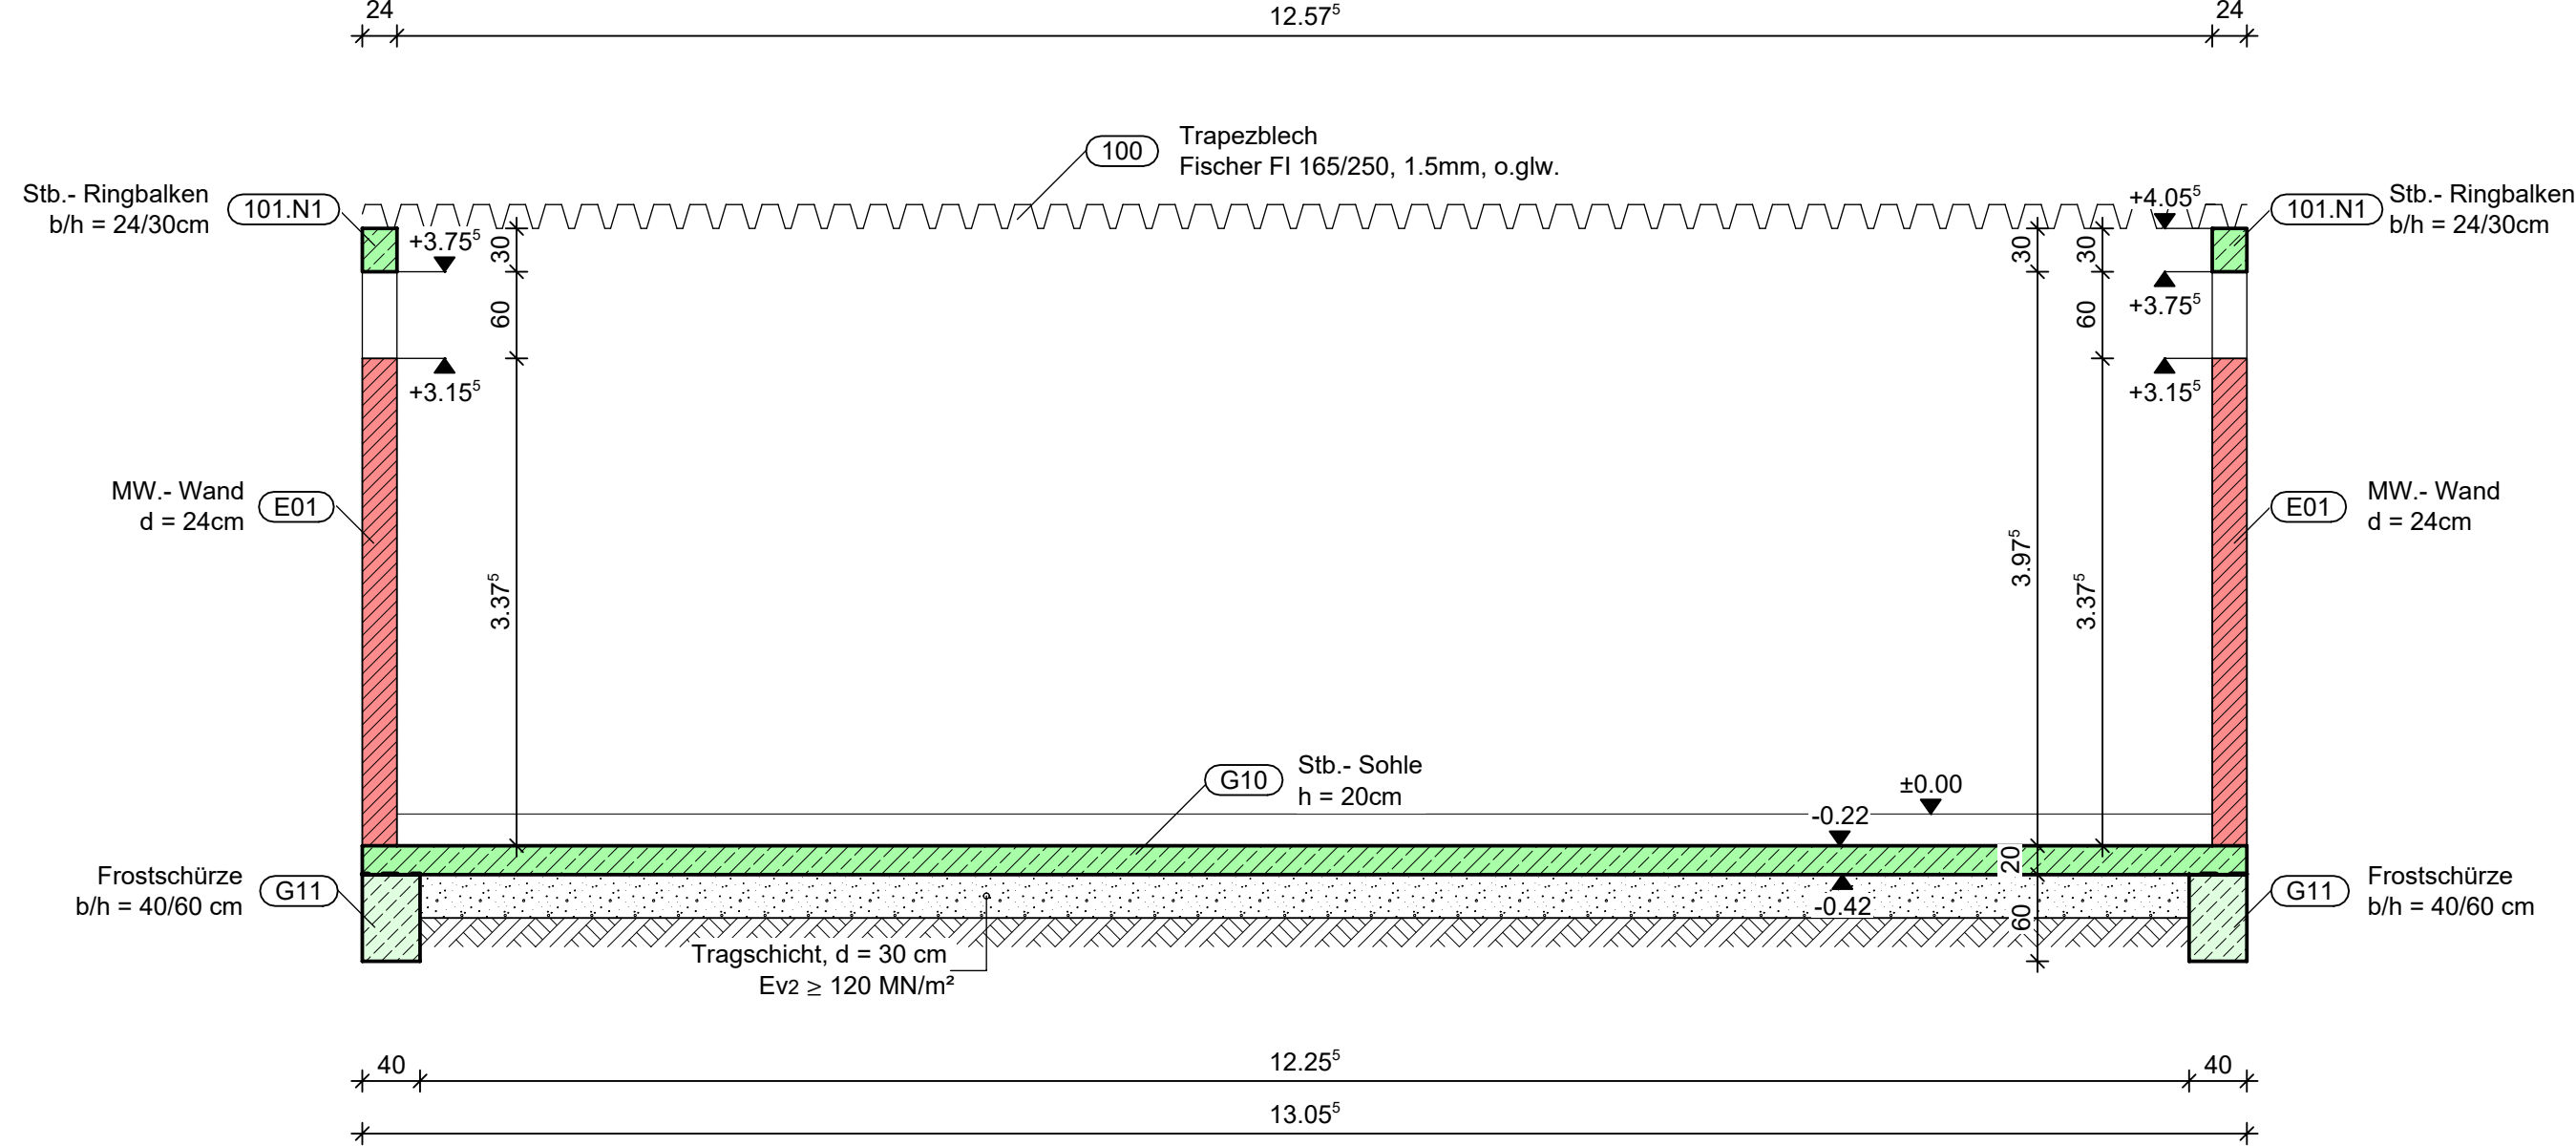 24
12.57⁵
24
100
Trapezblech
Fischer FI 165/250, 1.5mm, o.glw.
Stb.- Ringbalken
b/h = 24/30cm
101.N1
+4.05⁵
101.N1
Stb.- Ringbalken
b/h = 24/30cm
+3.75⁵
30
30
30
60
60
+3.75⁵
+3.15⁵
+3.15⁵
MW.- Wand
d = 24cm
E01
E01
MW.- Wand
d = 24cm
3.37⁵
3.97⁵
3.37⁵
G10
Stb.- Sohle
h = 20cm
±0.00
-0.22
20
Frostschürze
b/h = 40/60 cm
G11
-0.42
60
G11
Frostschürze
b/h = 40/60 cm
Tragschicht, d = 30 cm
Ev2 ≥ 120 MN/m²
40
12.25⁵
40
13.05⁵